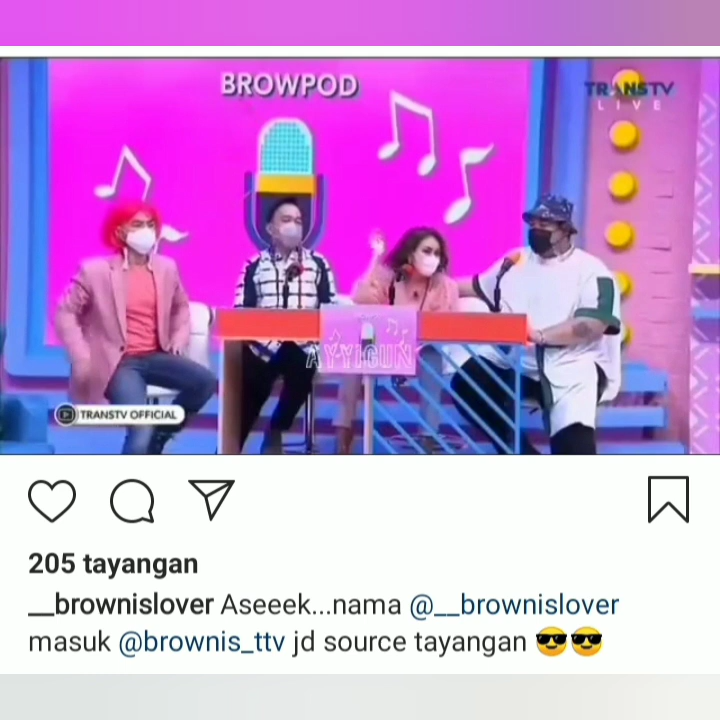 BROWPOD
TRANSTV
LIVE
AYYIGUN
TRANSTV OFFICIAL
205 tayangan
__brownislover Aseeek...nama @__brownislover
masuk @brownis_ttv jd source tayangan 😎😎